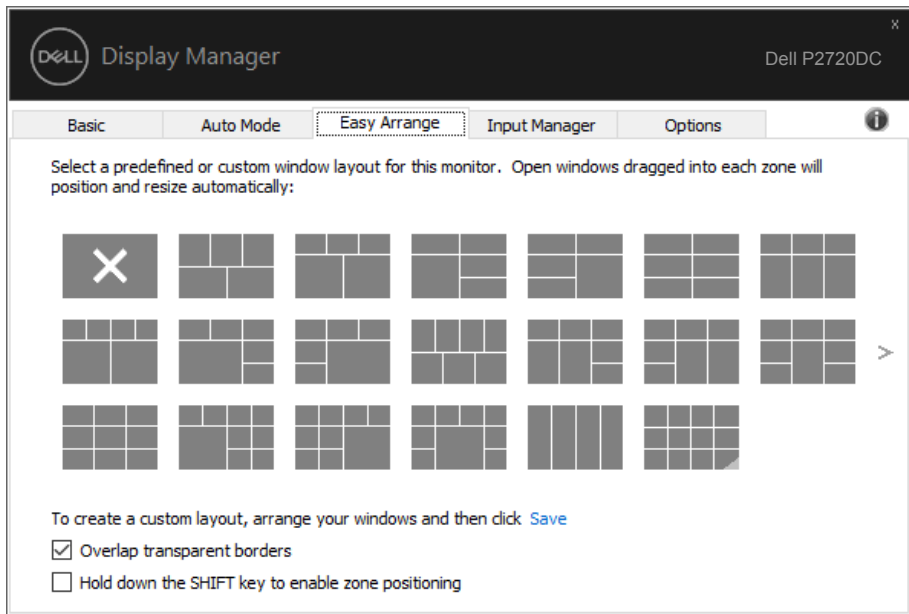 x
DELL
Display Manager
Dell P2720DC
Basic
Auto Mode
Easy Arrange
Input Manager
Options
Select a predefined or custom window layout for this monitor. Open windows dragged into each zone will
position and resize automatically:
To create a custom layout, arrange your windows and then click Save
Overlap transparent borders
Hold down the SHIFT key to enable zone positioning